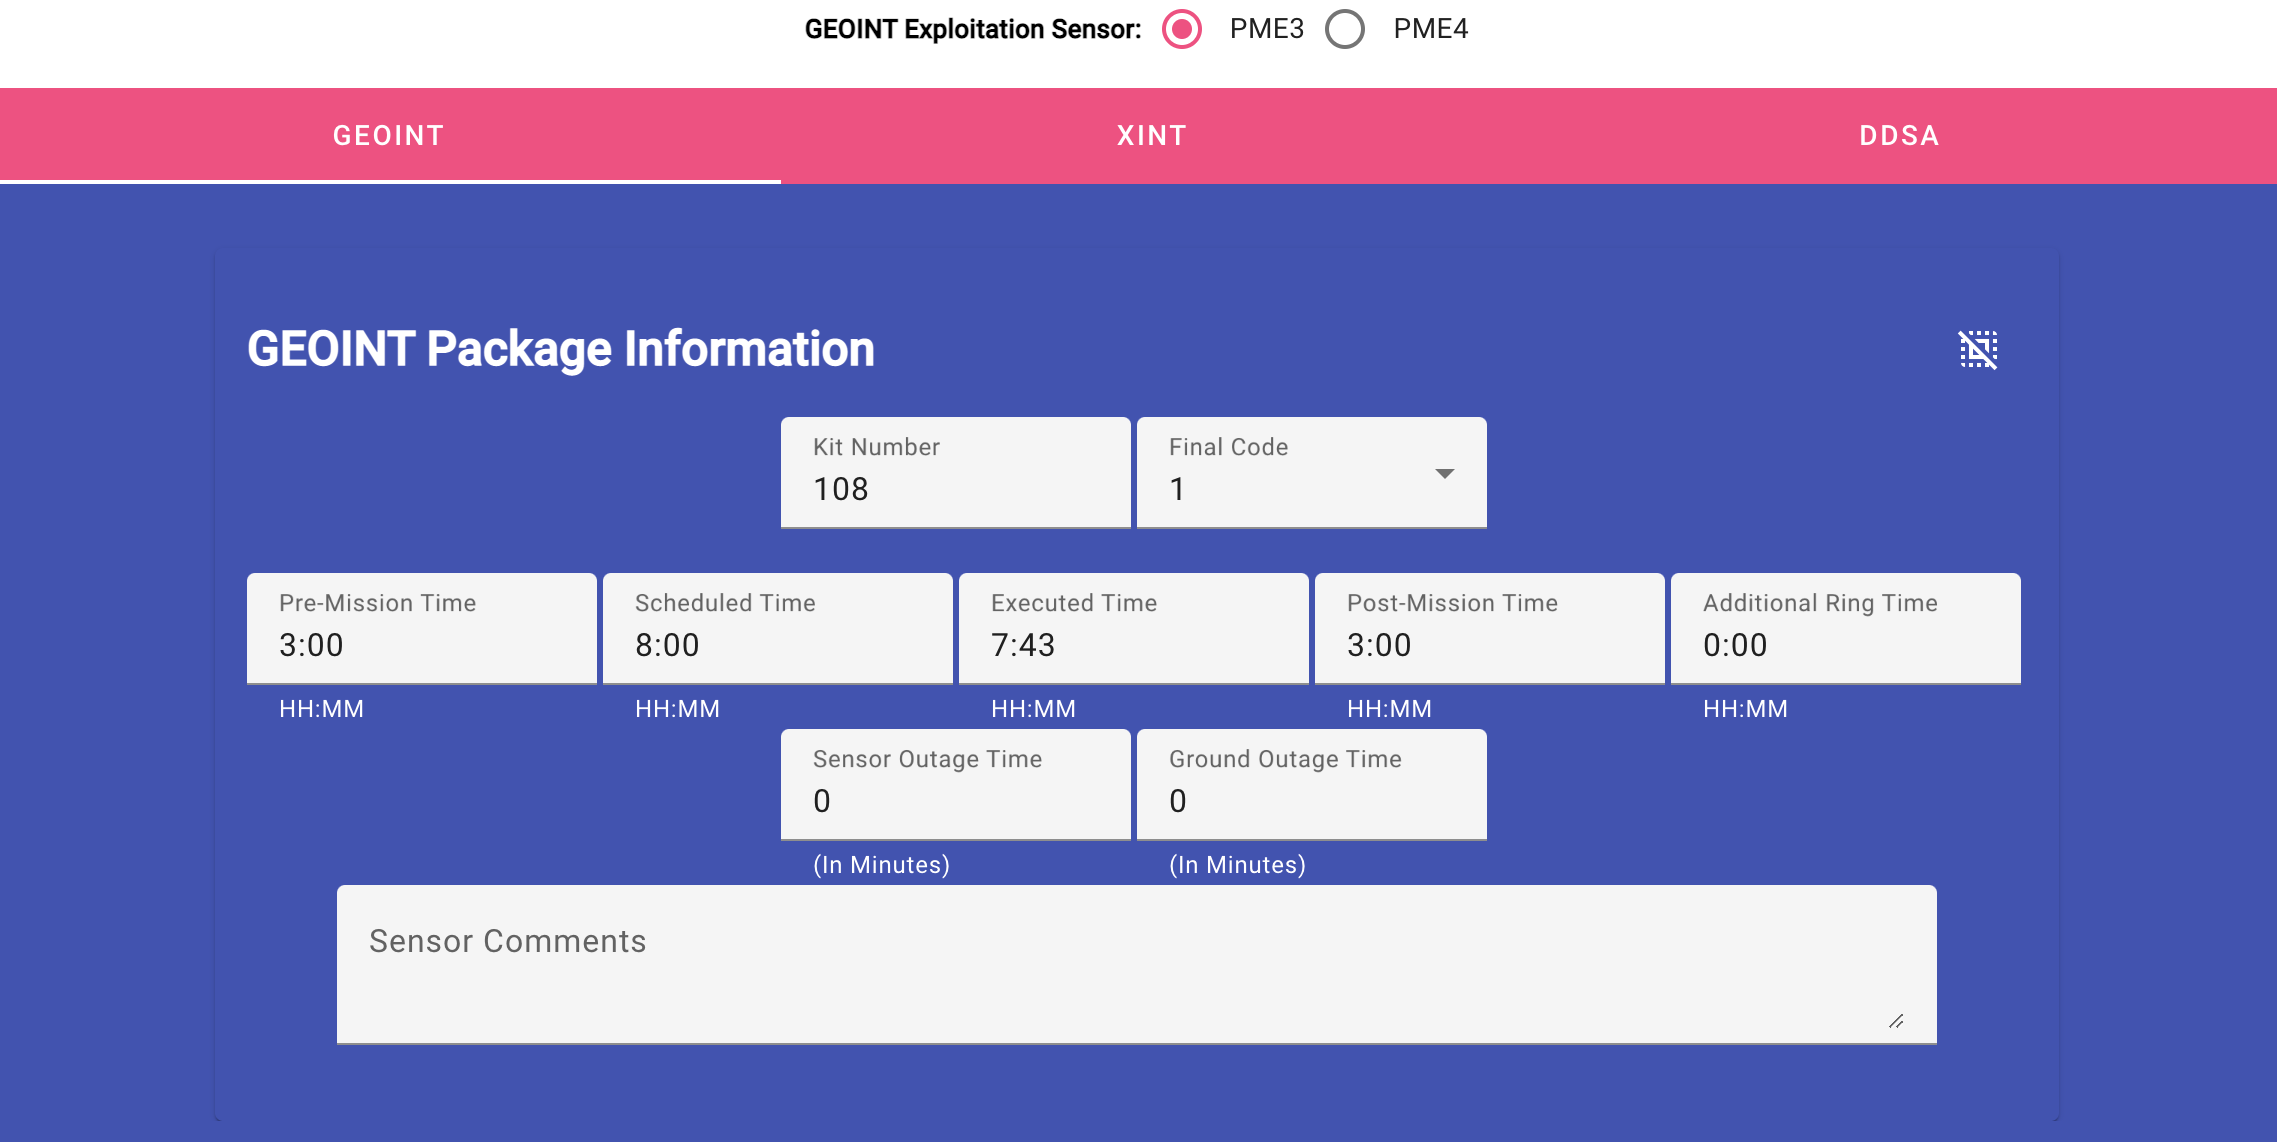 GEOINT Exploitation Sensor: PME3 PME4
GEOINT XINT DDSA
GEOINT Package Information
Kit Number Final Code
108 1
Pre-Mission Time Scheduled Time Executed Time Post-Mission Time Additional Ring Time
3:00 8:00 7:43 3:00 0:00
HH:MM HH:MM HH:MM HH:MM HH:MM
Sensor Outage Time Ground Outage Time
0 0
(In Minutes) (In Minutes)
Sensor Comments